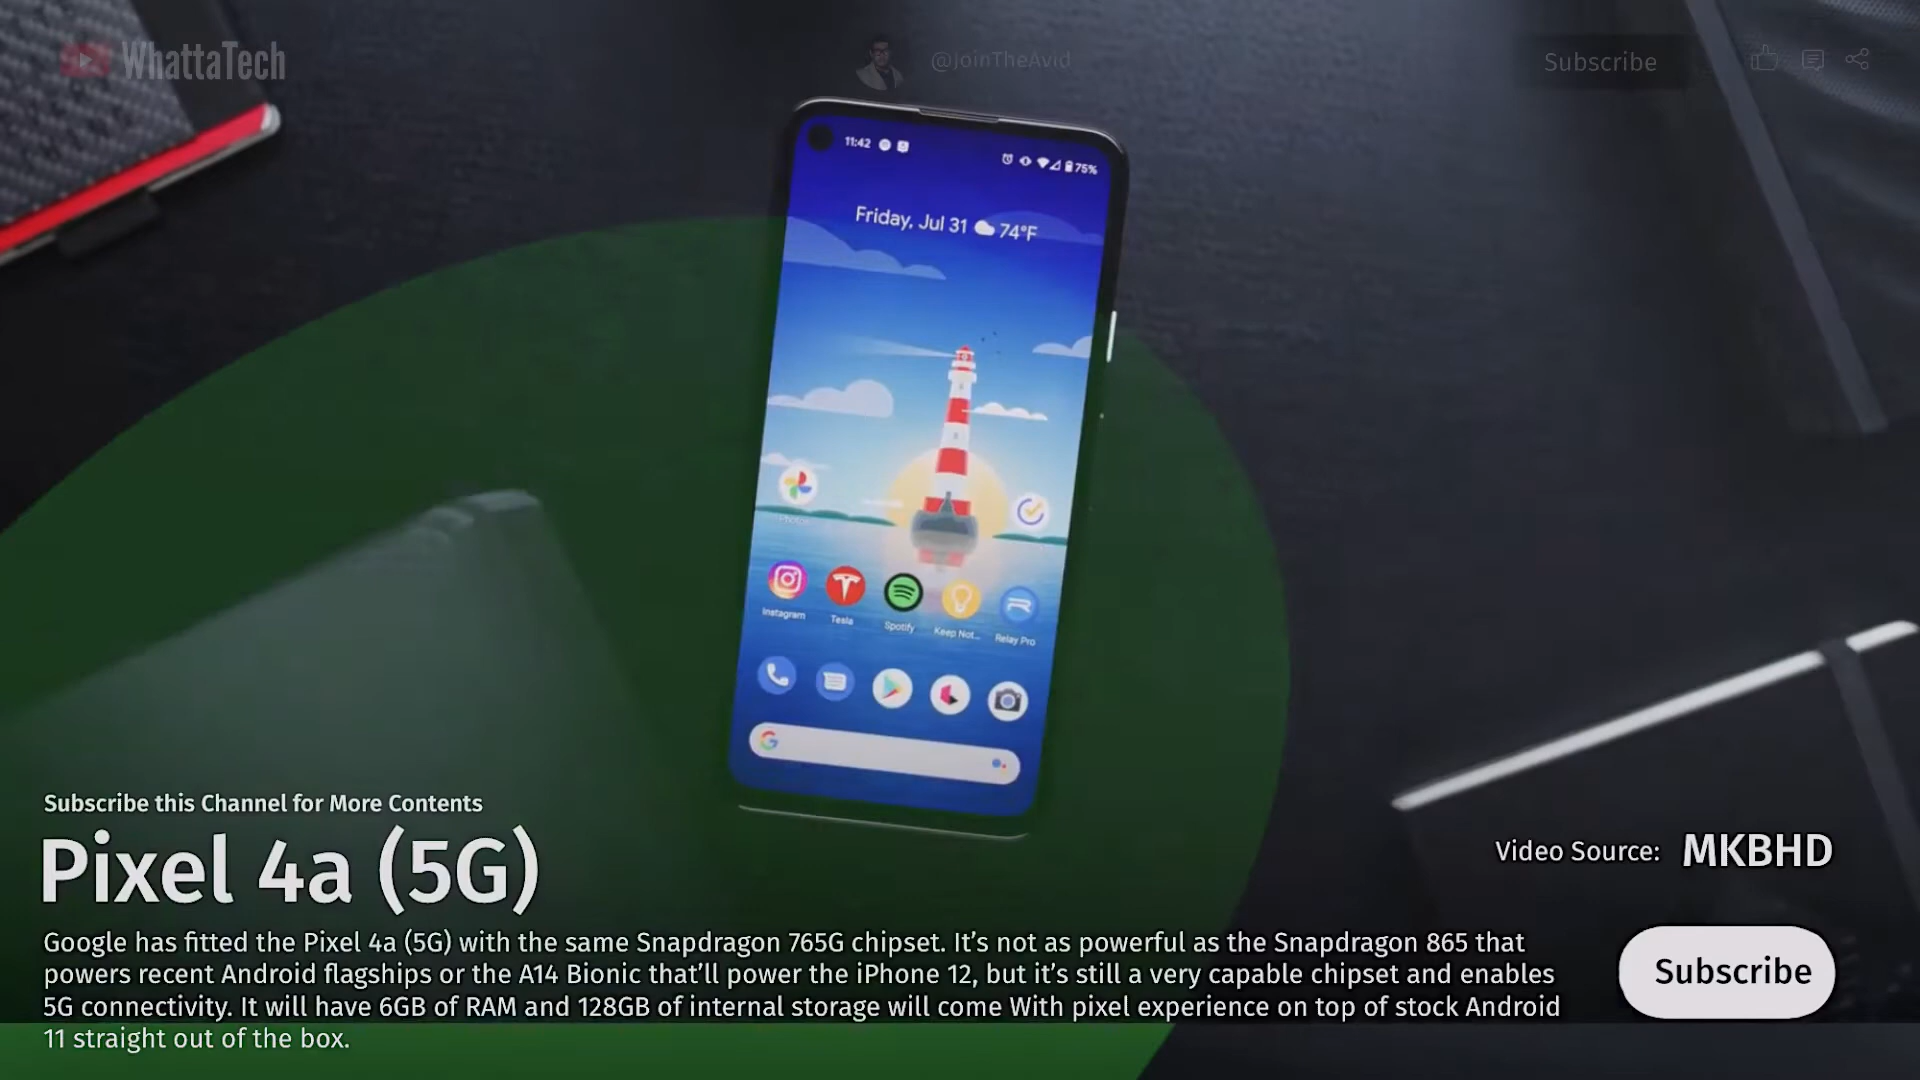 WhattaTech
@JoinTheAvid
Subscribe
11:42
75%
Friday, Jul 31 74°F
Photos
Instagram
Tesla
Spotify
Keep Not...
Relay Pro
Subscribe this Channel for More Contents
Pixel 4a (5G)
Video Source: MKBHD
Google has fitted the Pixel 4a (5G) with the same Snapdragon 765G chipset. It’s not as powerful as the Snapdragon 865 that
powers recent Android flagships or the A14 Bionic that’ll power the iPhone 12, but it’s still a very capable chipset and enables
5G connectivity. It will have 6GB of RAM and 128GB of internal storage will come With pixel experience on top of stock Android
11 straight out of the box.
Subscribe